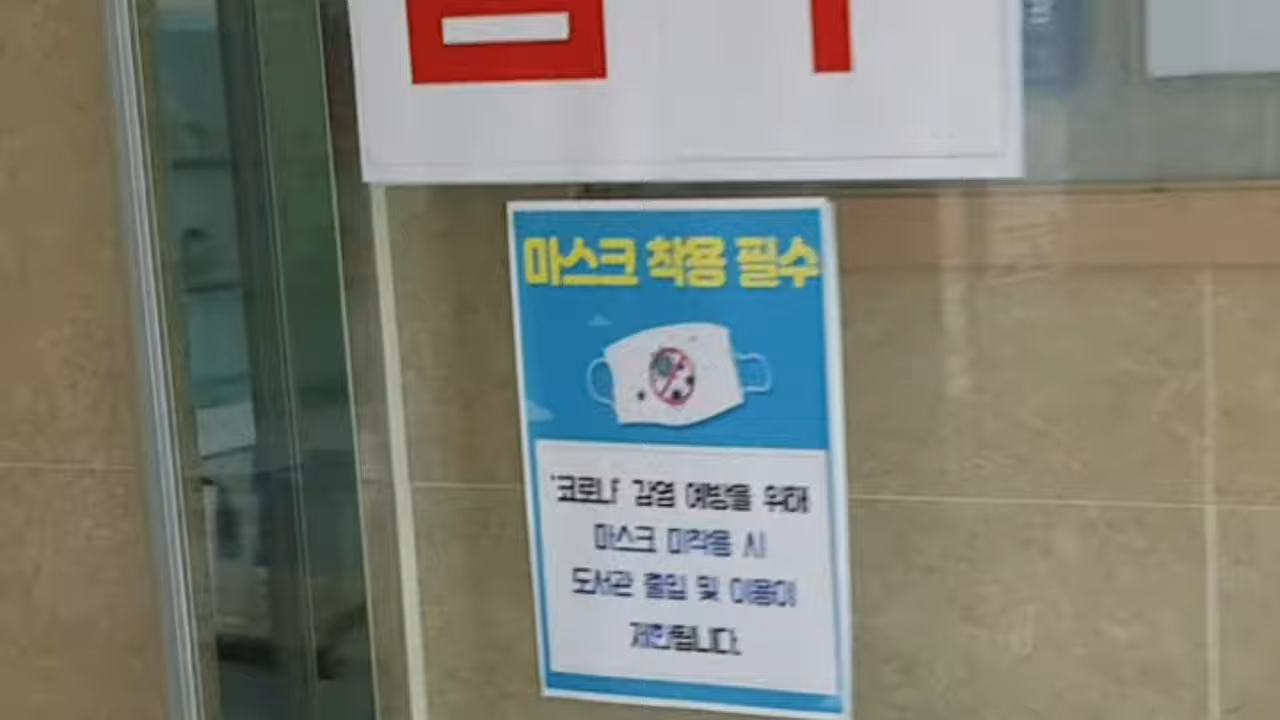 마스크 착용 필수
'코로나' 감염 예방을 위해
마스크 미착용 시
도서관 출입 및 이용이
제한됩니다.